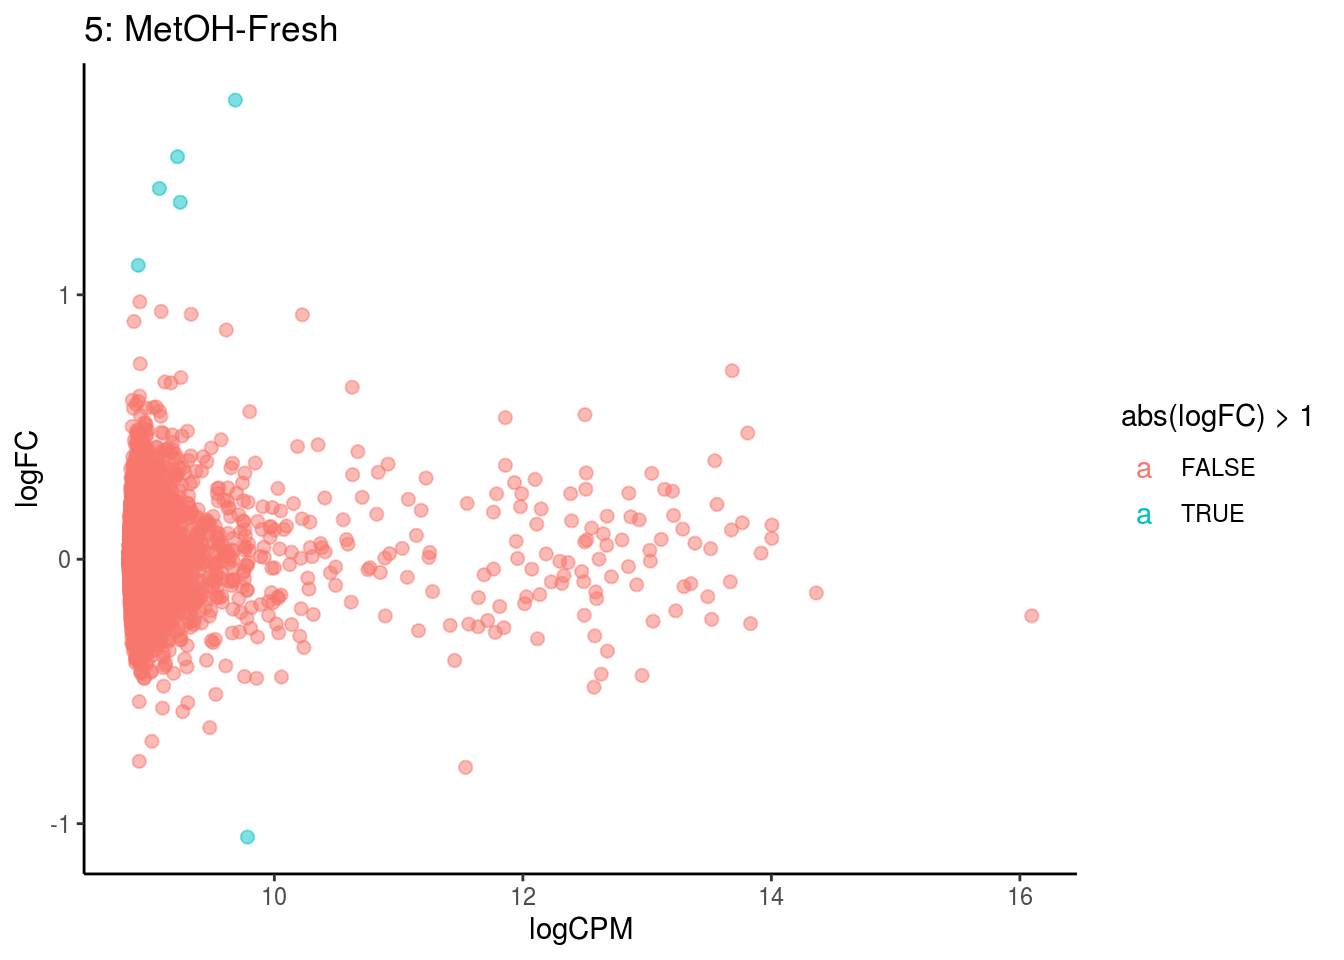 5: MetOH-Fresh
logFC
1
0
-1
10 12 14 16
logCPM
abs(logFC) > 1
a FALSE
a TRUE